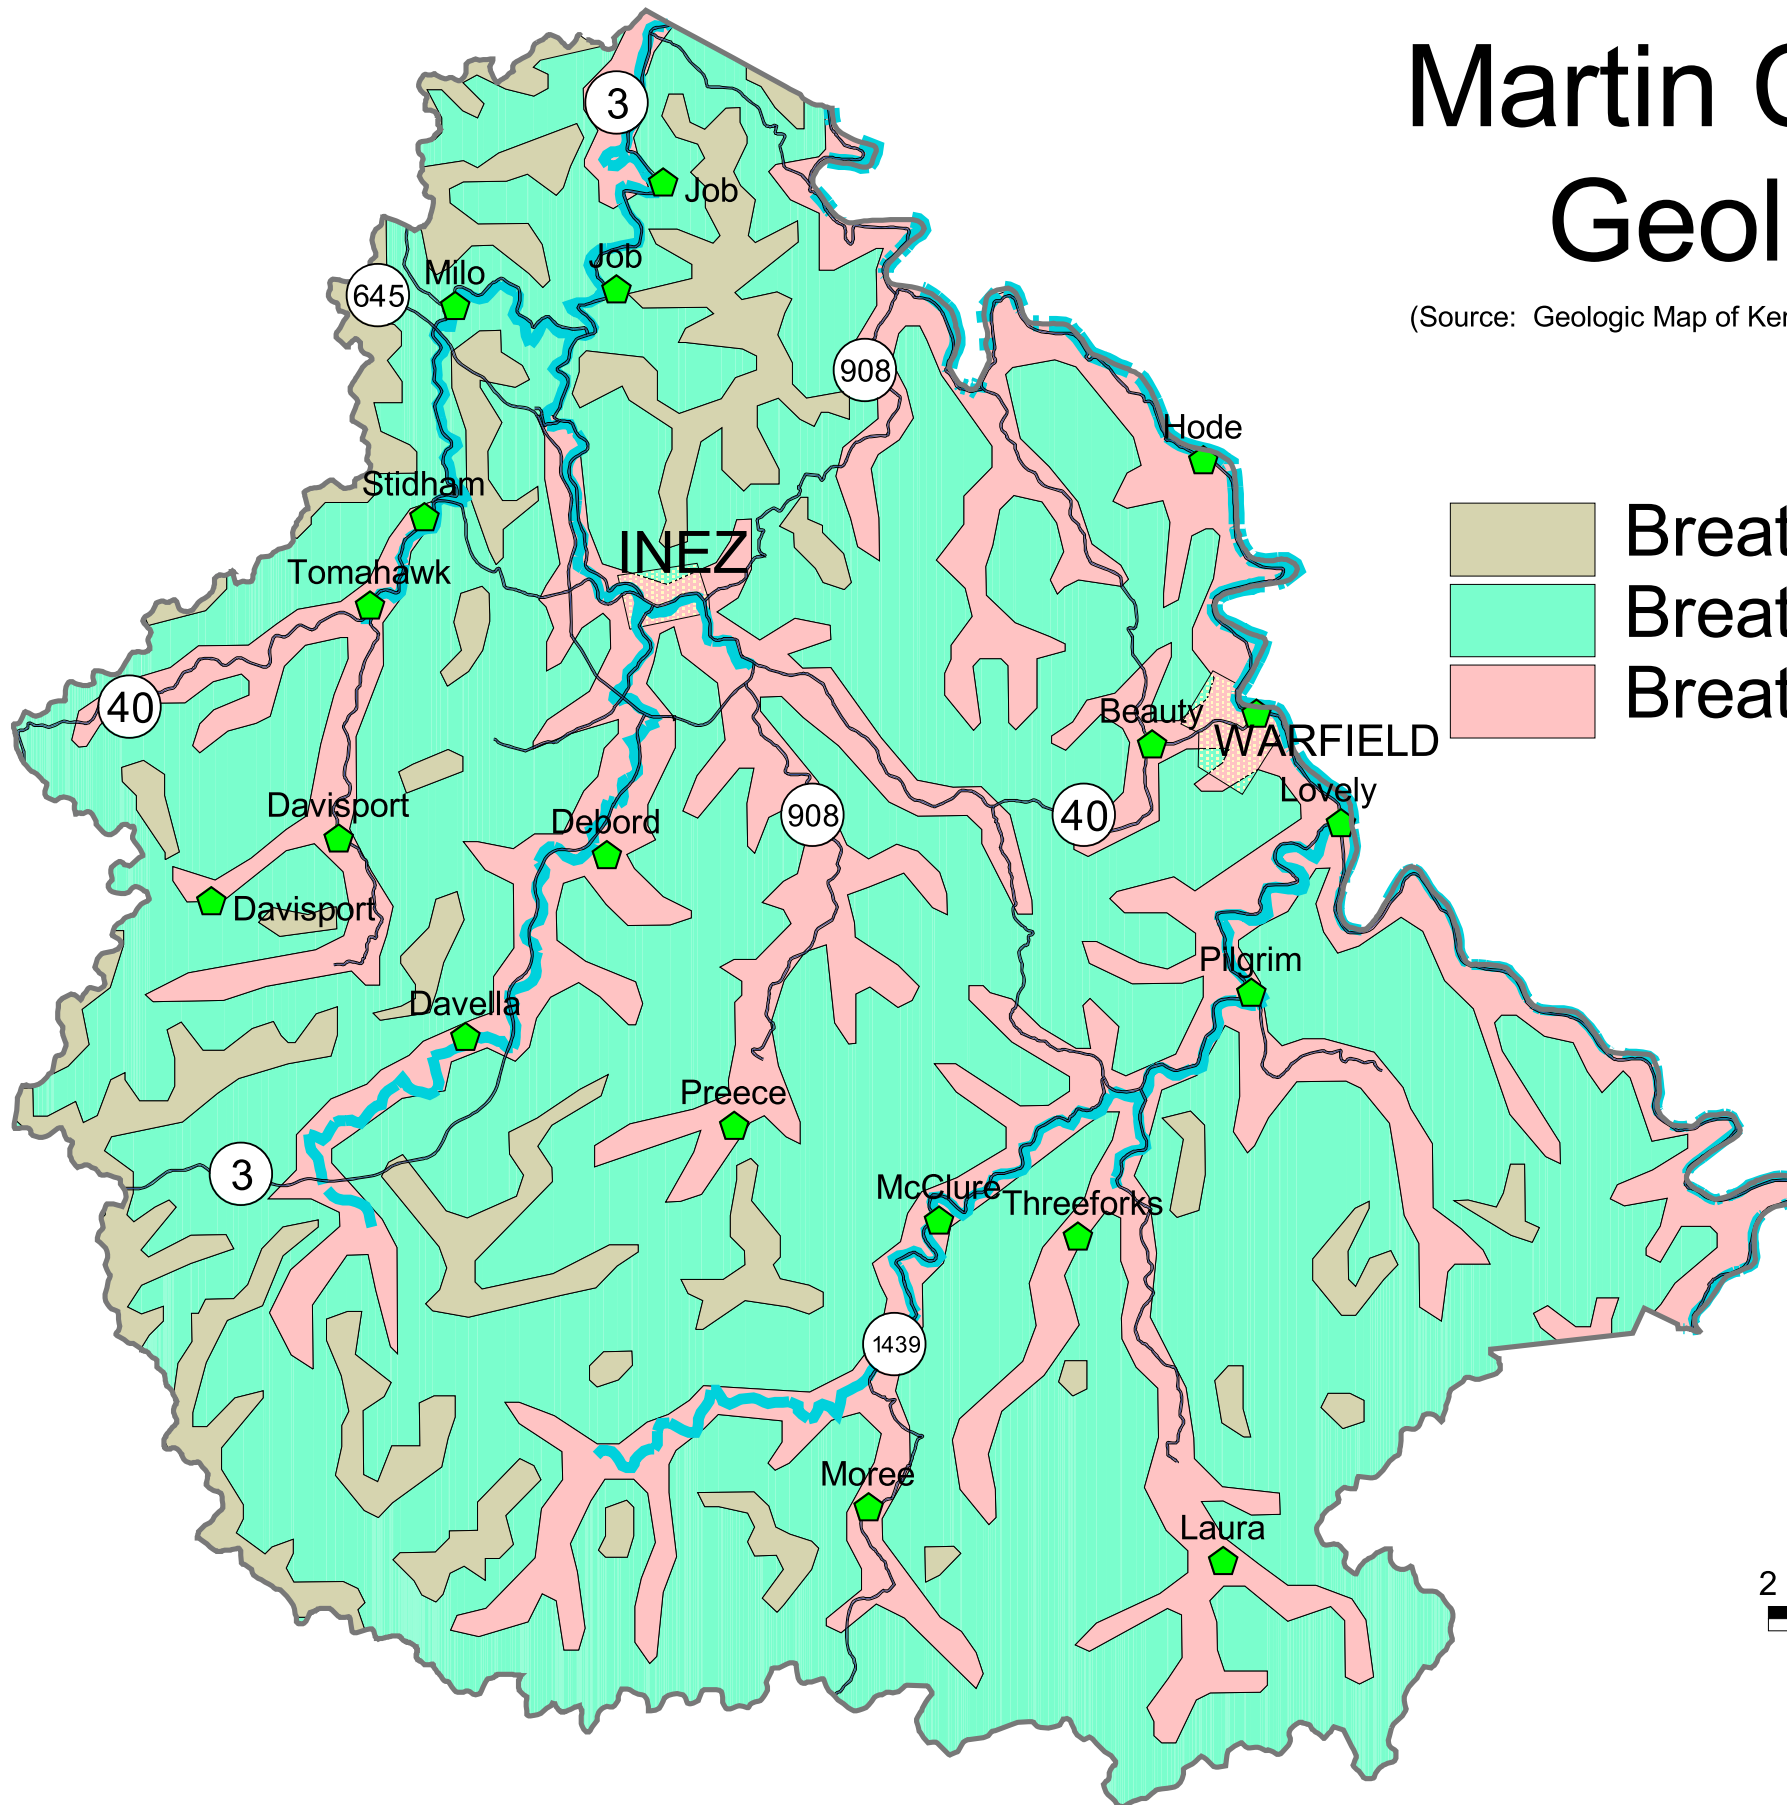 Martin C
Geol
(Source: Geologic Map of Ken
Breat
Breat
Breat
2
3
Job
Job
Milo
645
908
Hode
Stidham
INEZ
Tomahawk
40
Beauty
WARFIELD
Lovely
Davisport
Debord
908
40
Davisport
Pilgrim
Davella
Preece
3
McClure
Threeforks
1439
Moree
Laura